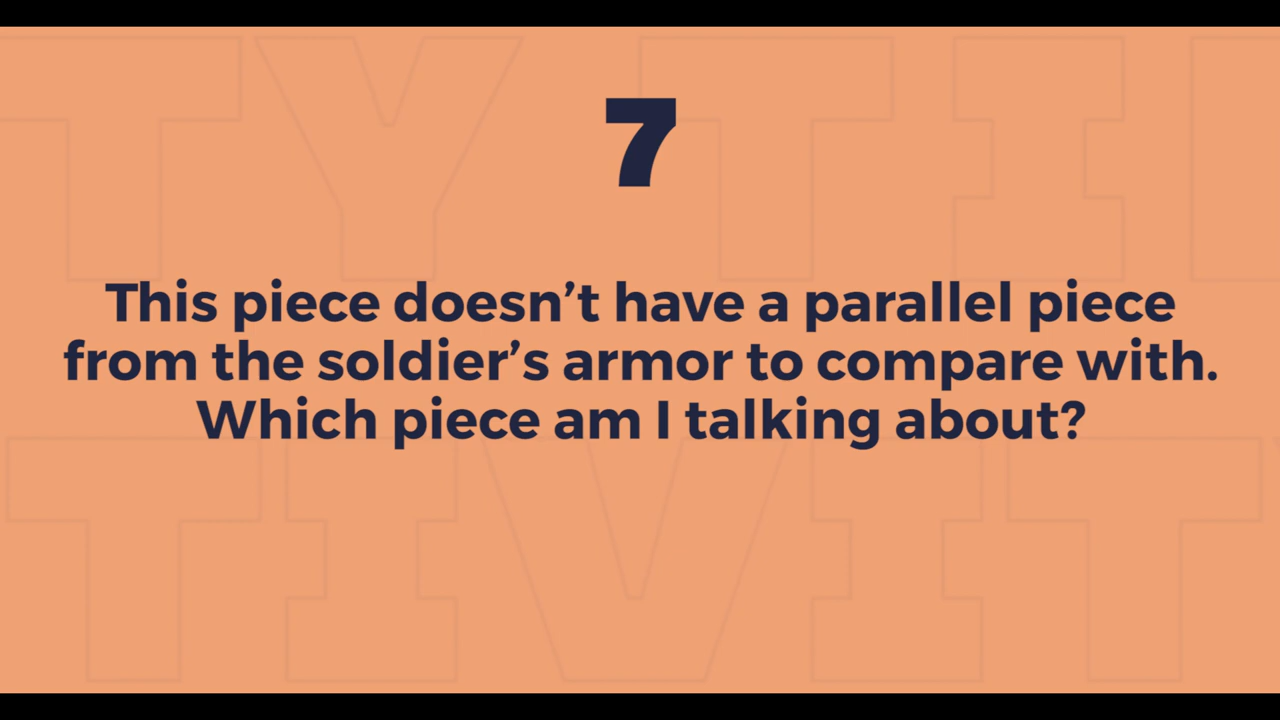 7
This piece doesn’t have a parallel piece
from the soldier’s armor to compare with.
Which piece am I talking about?